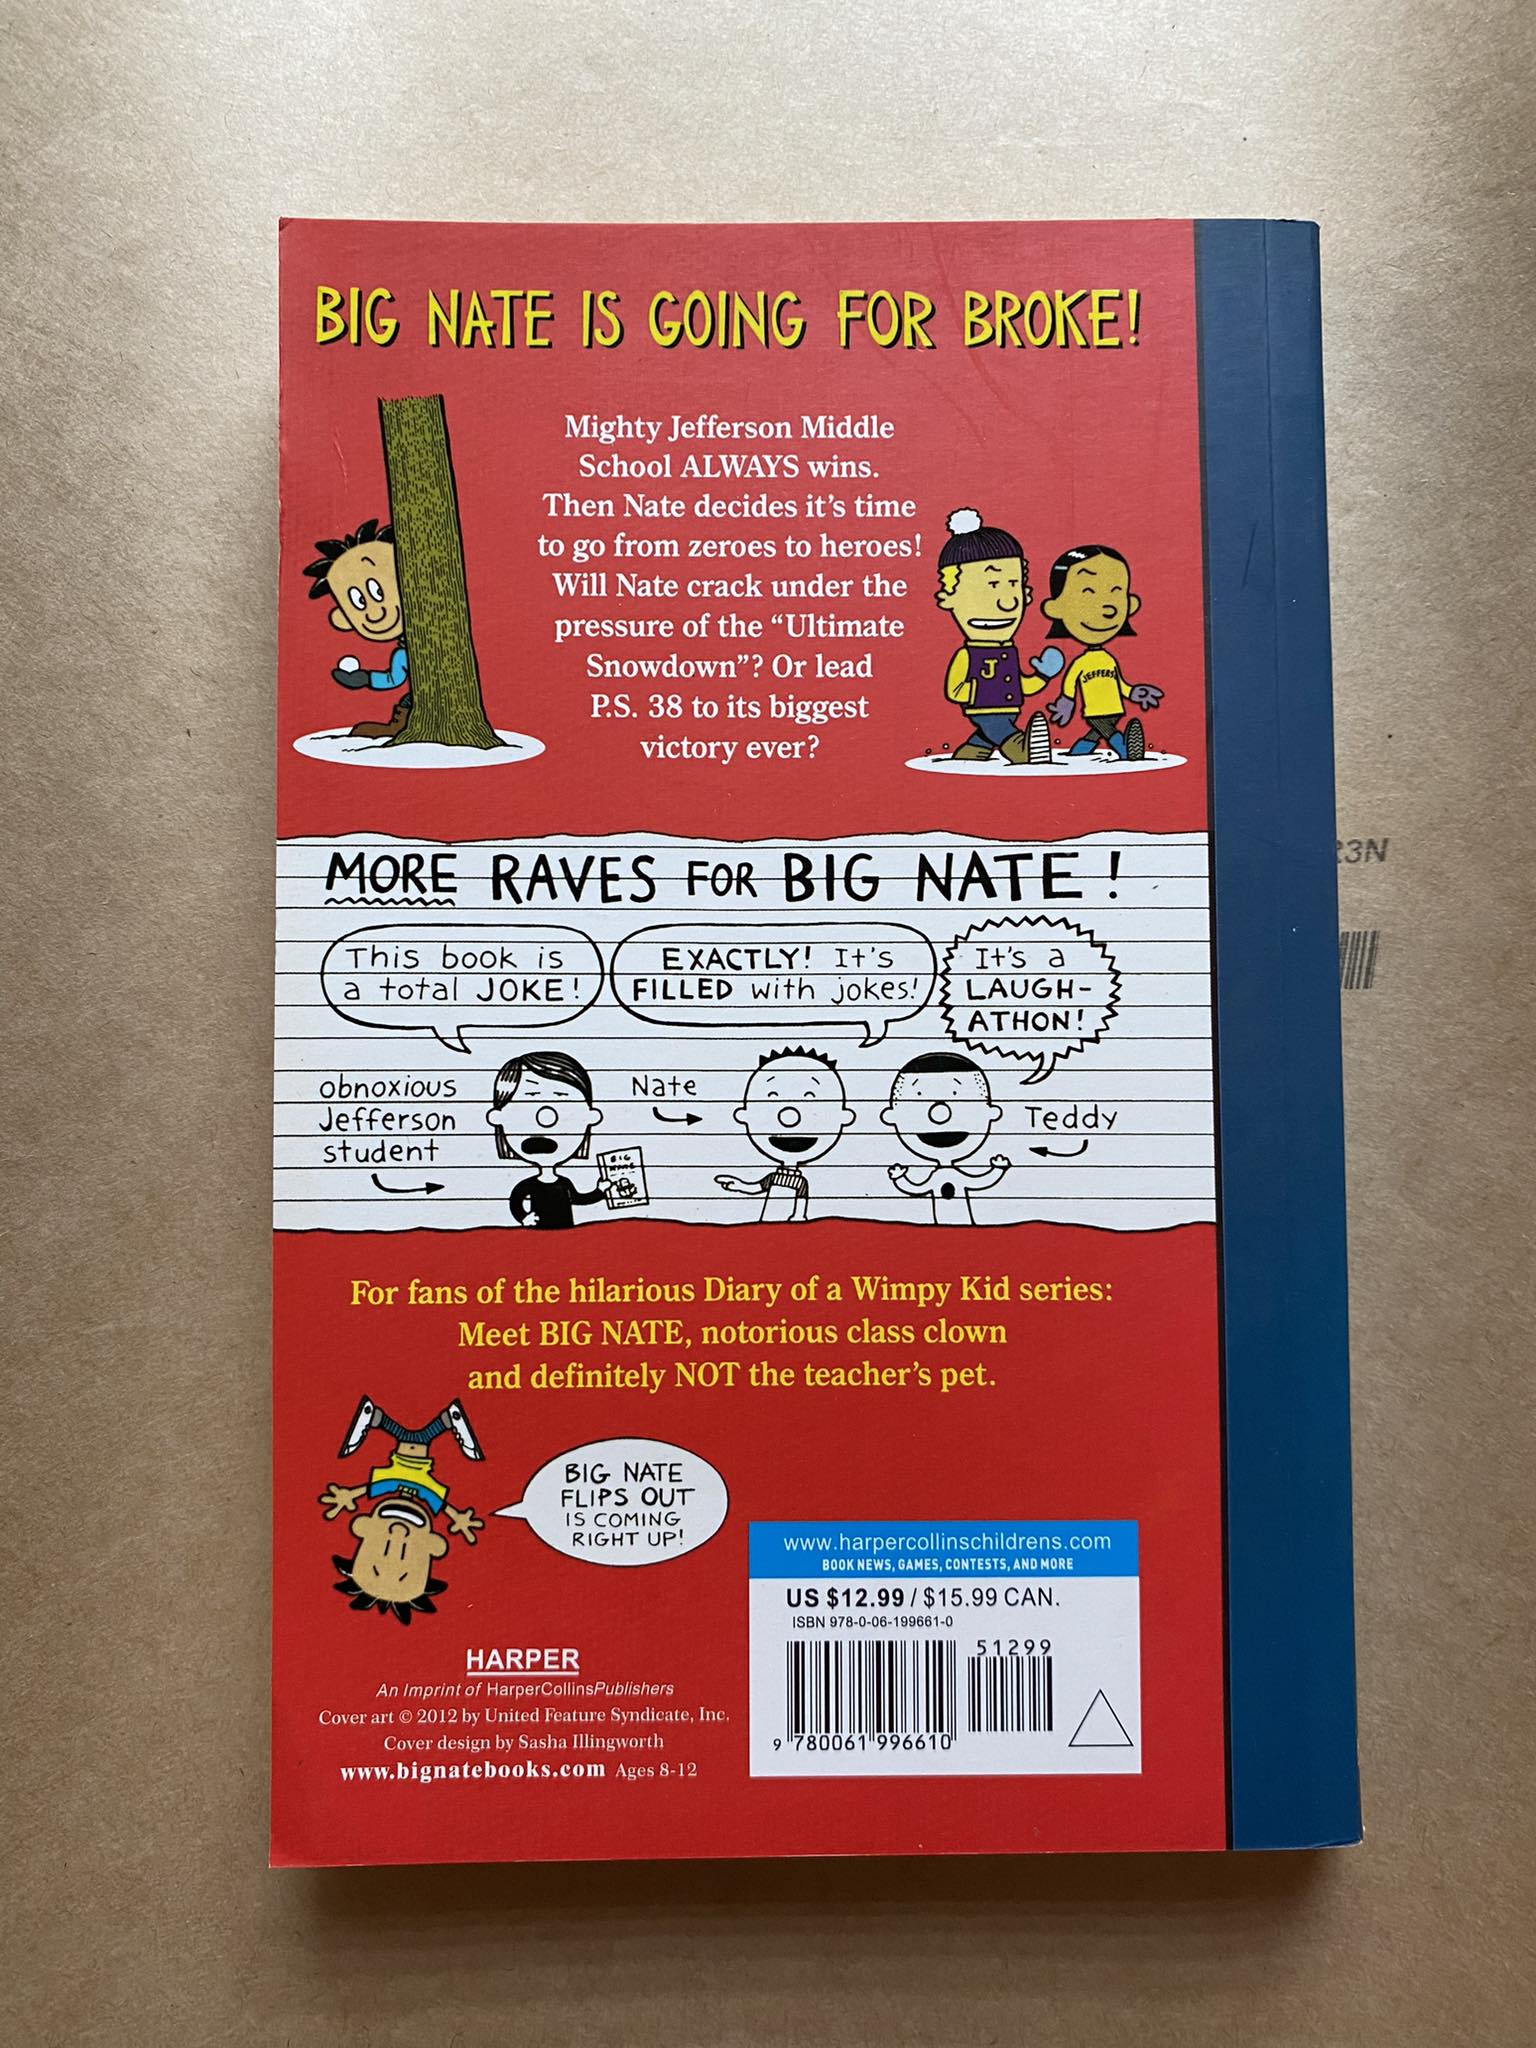 BIG NATE IS GOING FOR BROKE!
Mighty Jefferson Middle
School ALWAYS wins.
Then Nate decides it's time
to go from zeroes to heroes!
Will Nate crack under the
pressure of the "Ultimate
Snowdown"? Or lead
P.S. 38 to its biggest
victory ever?
J
JEFFERS
MORE RAVES FOR BIG NATE!
This book is
a total JOKE!
EXACTLY! It's
FILLED with jokes!
It's a
LAUGH-
ATHON!
obnoxious
Jefferson
student
Nate
Teddy
BIG
NATE
For fans of the hilarious Diary of a Wimpy Kid series:
Meet BIG NATE, notorious class clown
and definitely NOT the teacher's pet.
BIG NATE
FLIPS OUT
IS COMING
RIGHT UP!
HARPER
An Imprint of HarperCollinsPublishers
Cover art © 2012 by United Feature Syndicate, Inc.
Cover design by Sasha Illingworth
www.bignatebooks.com Ages 8-12
www.harpercollinschildrens.com
BOOK NEWS, GAMES, CONTESTS, AND MORE
US $12.99 / $15.99 CAN.
ISBN 978-0-06-199661-0
51299
9 780061 996610
23N